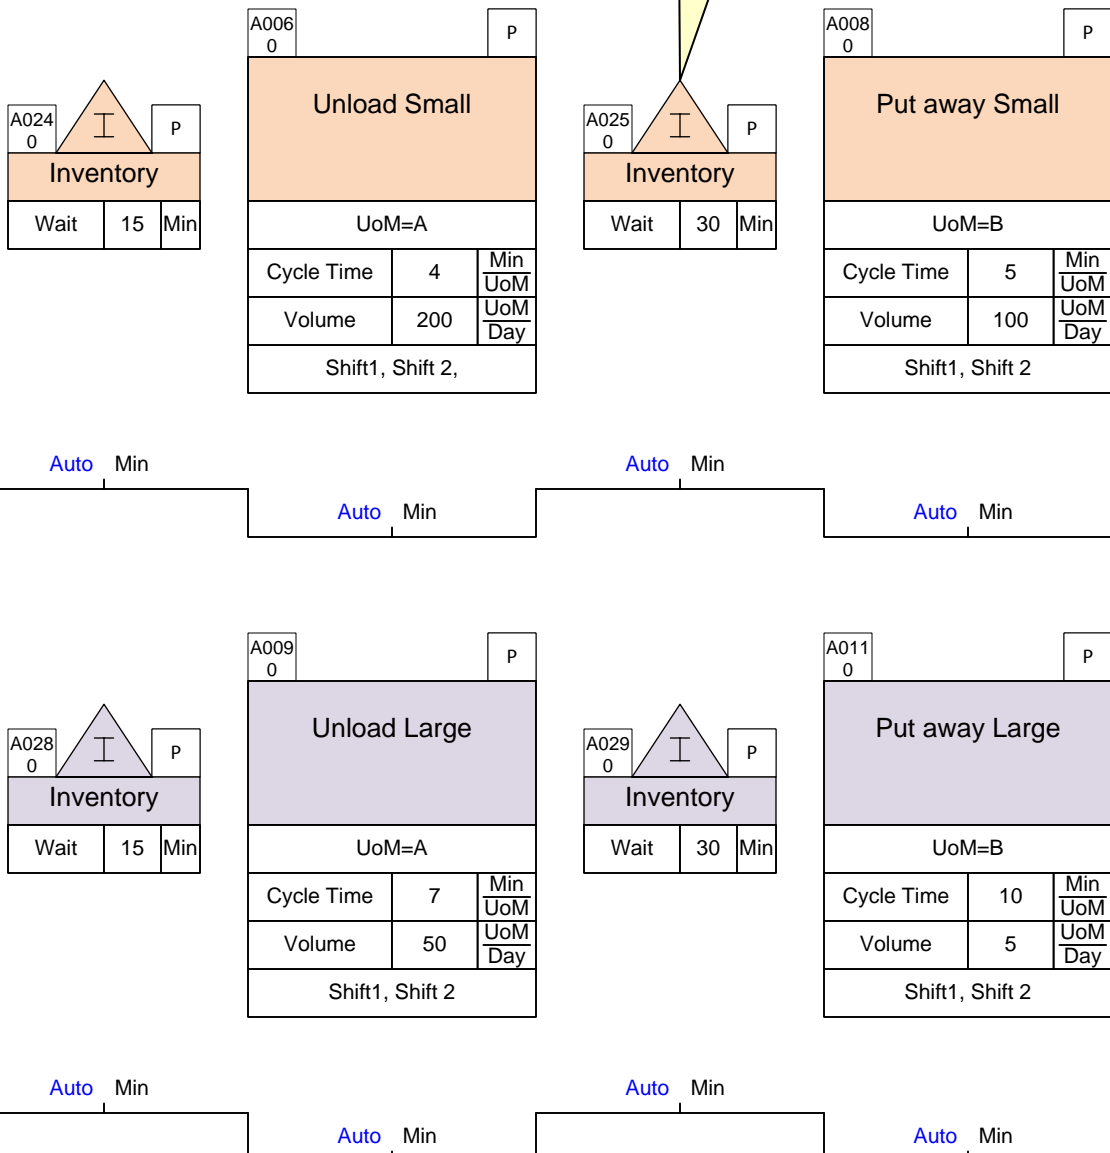 A006
0
P
Unload Small
UoM=A
Cycle Time 4 Min
UoM
Volume 200 UoM
Day
Shift1, Shift 2,
A008
0
P
Put away Small
UoM=B
Cycle Time 5 Min
UoM
Volume 100 UoM
Day
Shift1, Shift 2
A024
0
I
P
Inventory
Wait 15 Min
A025
0
I
P
Inventory
Wait 30 Min
Auto Min
Auto Min
Auto Min
Auto Min
A009
0
P
Unload Large
UoM=A
Cycle Time 7 Min
UoM
Volume 50 UoM
Day
Shift1, Shift 2
A011
0
P
Put away Large
UoM=B
Cycle Time 10 Min
UoM
Volume 5 UoM
Day
Shift1, Shift 2
A028
0
I
P
Inventory
Wait 15 Min
A029
0
I
P
Inventory
Wait 30 Min
Auto Min
Auto Min
Auto Min
Auto Min